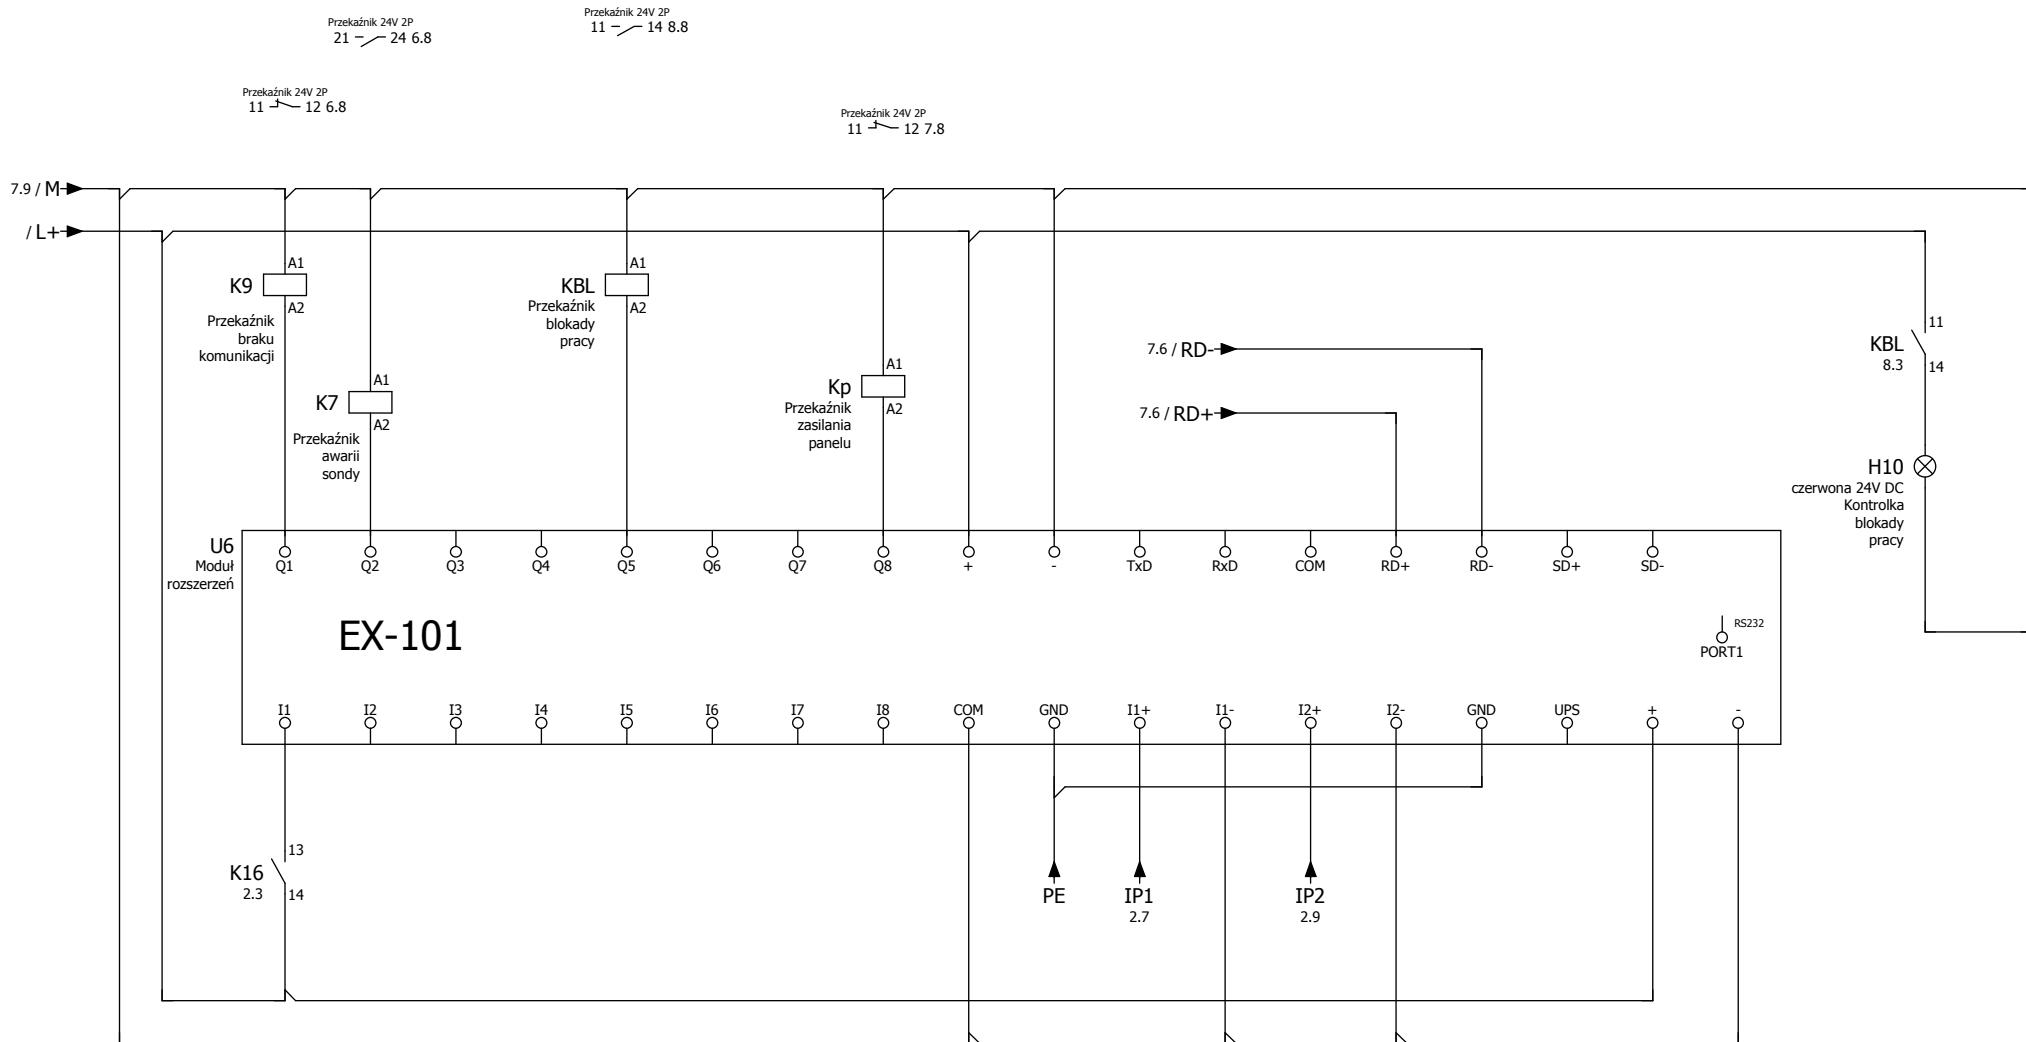 Przekaźnik 24V 2P
11 14 8.8
Przekaźnik 24V 2P
21 24 6.8
Przekaźnik 24V 2P
11 12 6.8
Przekaźnik 24V 2P
11 12 7.8
7.9 / M
/ L+
A1
K9
A2
Przekaźnik
braku
komunikacji
A1
K7
A2
Przekaźnik
awarii
sondy
A1
KBL
A2
Przekaźnik
blokady
pracy
A1
Kp
A2
Przekaźnik
zasilania
panelu
7.6 / RD-
7.6 / RD+
11
KBL
8.3
14
H10
czerwona 24V DC
Kontrolka
blokady
pracy
U6
Moduł
rozszerzeń
Q1 Q2 Q3 Q4 Q5 Q6 Q7 Q8 + - TxD RxD COM RD+ RD- SD+ SD-
EX-101
RS232
PORT1
I1 I2 I3 I4 I5 I6 I7 I8 COM GND I1+ I1- I2+ I2- GND UPS + -
13
K16
2.3
14
PE
IP1
2.7
IP2
2.9